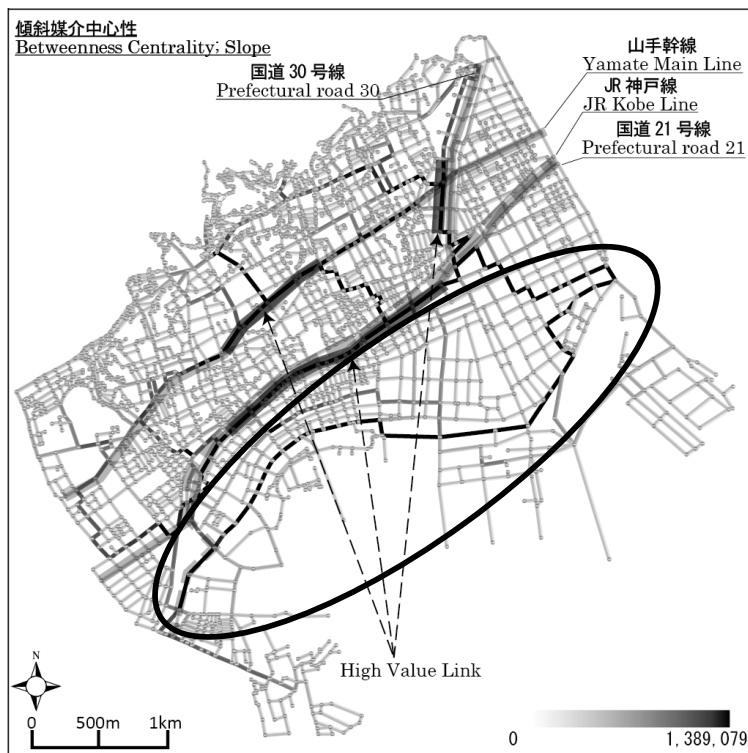 傾斜媒介中心性
Betweenness Centrality; Slope
国道 30 号線
Prefectural road 30
山手幹線
Yamate Main Line
JR 神戸線
JR Kobe Line
国道 21 号線
Prefectural road 21
High Value Link
N
0 500m 1km
0 1,389,079